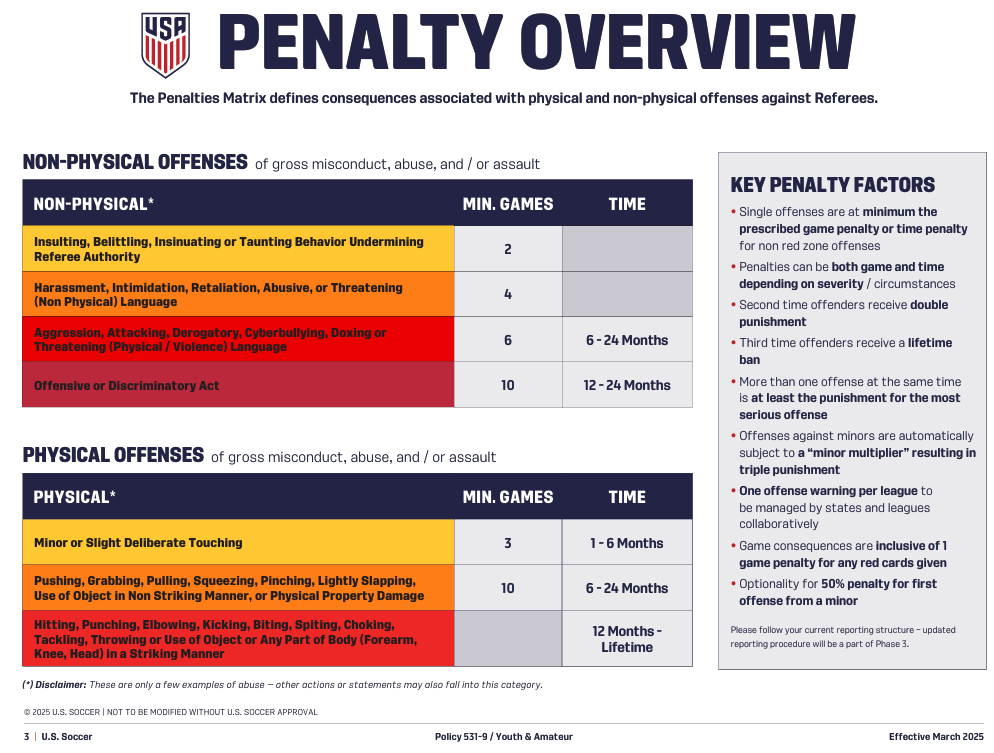 USA
PENALTY OVERVIEW
The Penalties Matrix defines consequences associated with physical and non-physical offenses against Referees.
NON-PHYSICAL OFFENSES of gross misconduct, abuse, and / or assault
NON-PHYSICAL* MIN. GAMES TIME
Insulting, Belittling, Insinuating or Taunting Behavior Undermining
Referee Authority
2
Harassment, Intimidation, Retaliation, Abusive, or Threatening
(Non Physical) Language
4
Aggression, Attacking, Derogatory, Cyberbullying, Doxing or
Threatening (Physical / Violence) Language
6 6 - 24 Months
Offensive or Discriminatory Act 10 12 - 24 Months
PHYSICAL OFFENSES of gross misconduct, abuse, and / or assault
PHYSICAL* MIN. GAMES TIME
Minor or Slight Deliberate Touching 3 1 - 6 Months
Pushing, Grabbing, Pulling, Squeezing, Pinching, Lightly Slapping,
Use of Object in Non Striking Manner, or Physical Property Damage
10 6 - 24 Months
Hitting, Punching, Elbowing, Kicking, Biting, Spiting, Choking,
Tackling, Throwing or Use of Object or Any Part of Body (Forearm,
Knee, Head) in a Striking Manner
12 Months -
Lifetime
(*) Disclaimer: These are only a few examples of abuse – other actions or statements may also fall into this category.
KEY PENALTY FACTORS
• Single offenses are at minimum the
prescribed game penalty or time penalty
for non red zone offenses
• Penalties can be both game and time
depending on severity / circumstances
• Second time offenders receive double
punishment
• Third time offenders receive a lifetime
ban
• More than one offense at the same time
is at least the punishment for the most
serious offense
• Offenses against minors are automatically
subject to a “minor multiplier” resulting in
triple punishment
• One offense warning per league to
be managed by states and leagues
collaboratively
• Game consequences are inclusive of 1
game penalty for any red cards given
• Optionality for 50% penalty for first
offense from a minor
Please follow your current reporting structure – updated
reporting procedure will be a part of Phase 3.
© 2025 U.S. SOCCER | NOT TO BE MODIFIED WITHOUT U.S. SOCCER APPROVAL
3 | U.S. Soccer Policy 531-9 / Youth & Amateur Effective March 2025